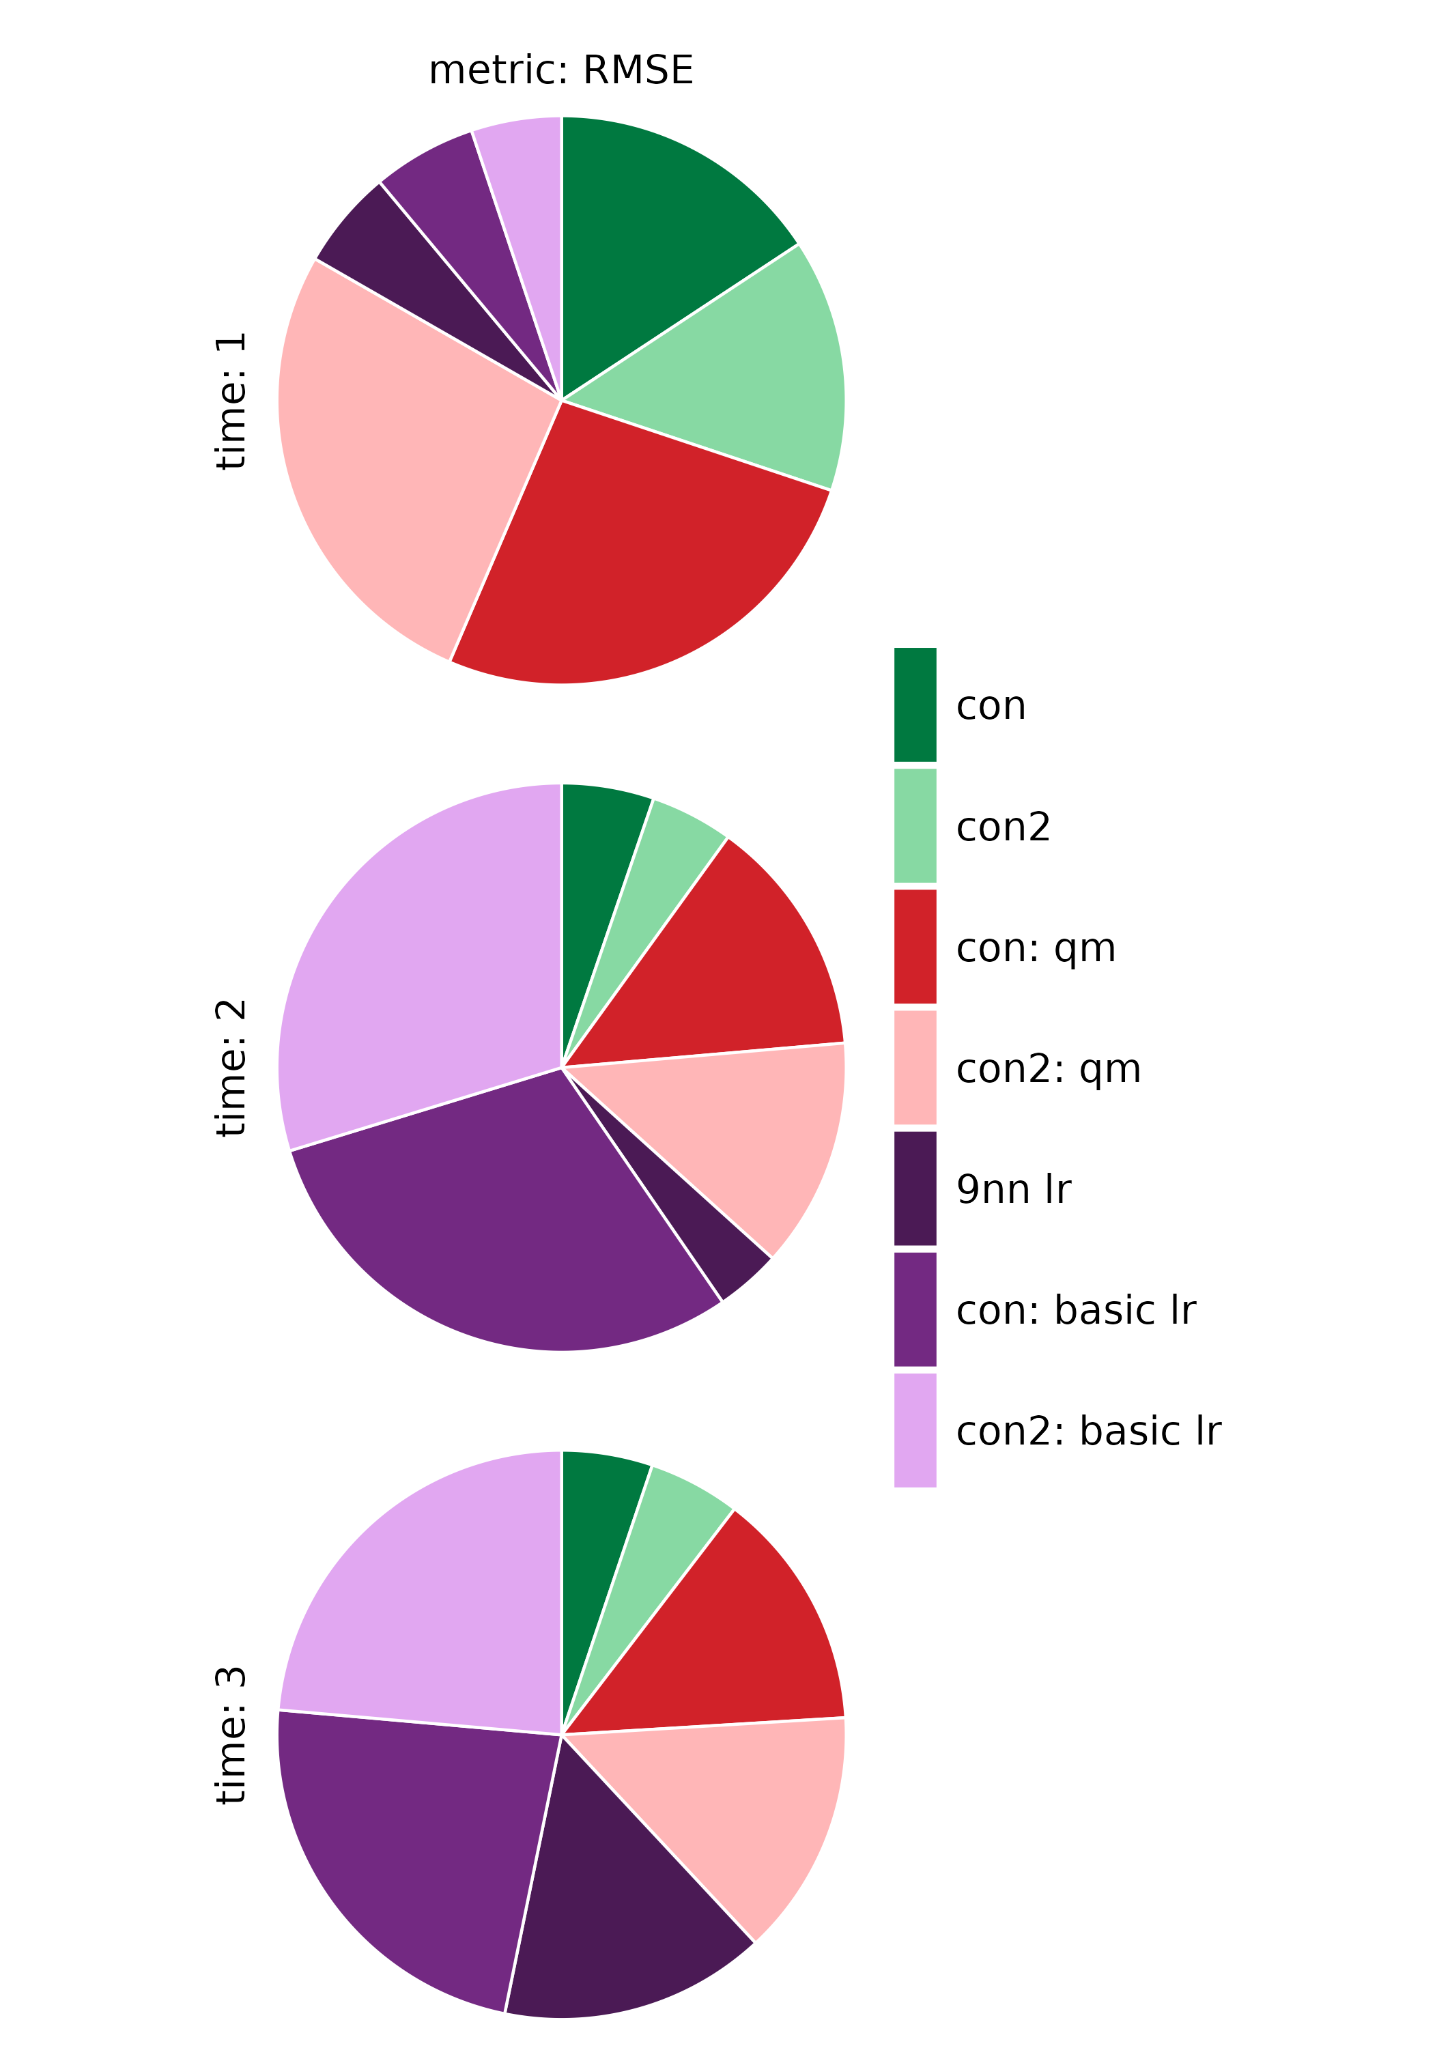 metric: RMSE
time: 1
con
con2
con: qm
time: 2
con2: qm
9nn lr
con: basic lr
con2: basic lr
time: 3